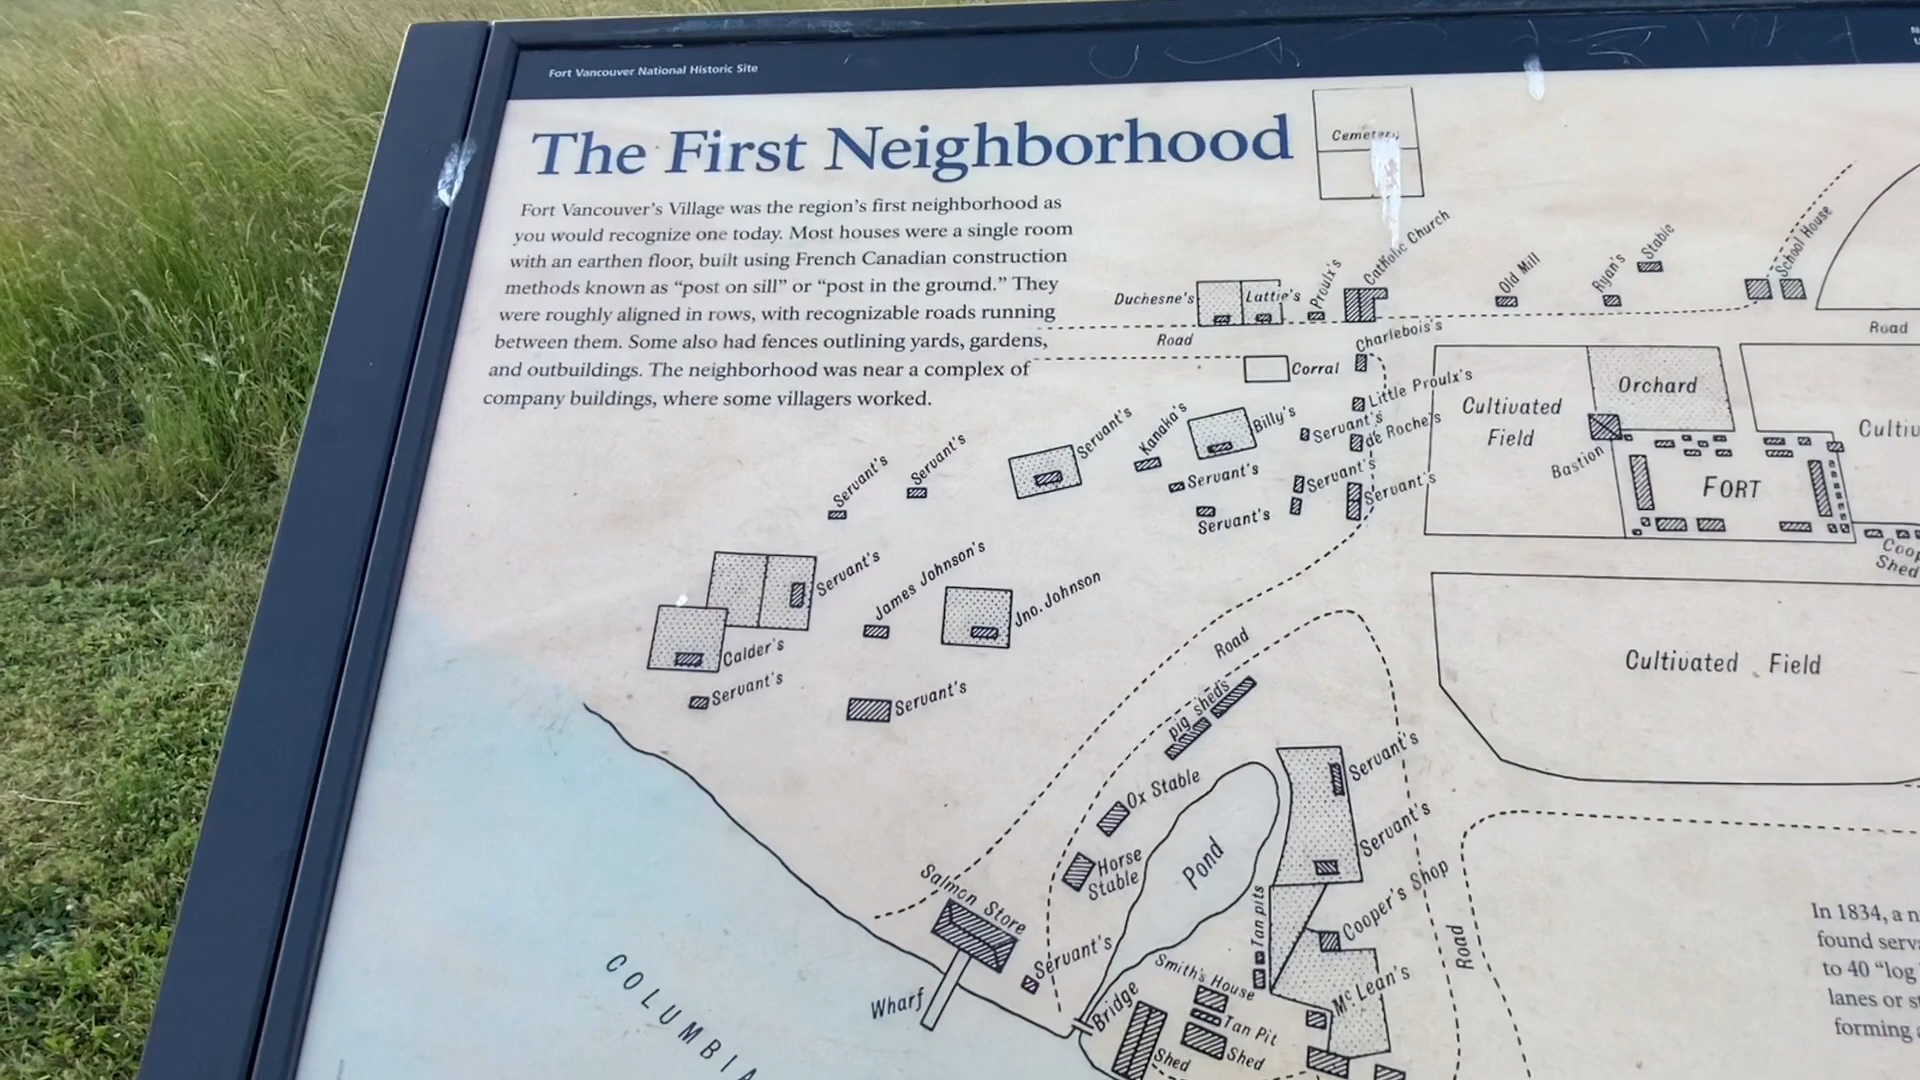 Fort Vancouver National Historic Site
The First Neighborhood
Fort Vancouver's Village was the region's first neighborhood as
you would recognize one today. Most houses were a single room
with an earthen floor, built using French Canadian construction
methods known as “post on sill” or “post in the ground.” They
were roughly aligned in rows, with recognizable roads running
between them. Some also had fences outlining yards, gardens,
and outbuildings. The neighborhood was near a complex of
company buildings, where some villagers worked.
Cemetery
Catholic Church
Proulx's
Lattie's
Duchesne's
Old Mill
Ryan's
Stable
School House
Road
Road
Charlebois's
Corral
Little Proulx's
Servant's
de Roche's
Cultivated
Field
Orchard
Bastion
FORT
Servant's
Servant's
Servant's
Kanaka's
Billy's
Servant's
Servant's
Servant's
Servant's
Shed
Servant's
James Johnson's
Jno. Johnson
Calder's
Servant's
Servant's
Road
Cultivated Field
pig sheds
Ox Stable
Horse
Stable
Pond
Servant's
Servant's
Cooper's Shop
Tan pits
Road
Salmon Store
Servant's
Wharf
Bridge
Smith's House
Tan Pit
Shed
Shed
McLean's
COLUMBIA
In 1834, a n
found serv
to 40 “log
lanes or s
forming